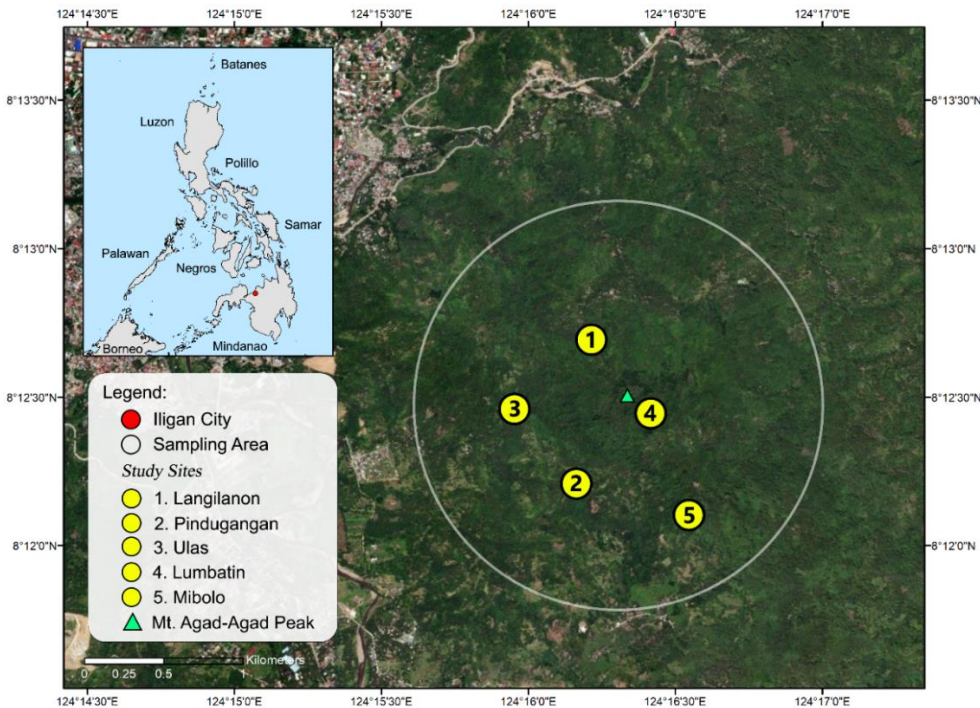 124°14'30"E 124°15'0"E 124°15'30"E 124°16'0"E 124°16'30"E 124°17'0"E
8°13'30"N 8°13'30"N
8°13'0"N 8°13'0"N
8°12'30"N 8°12'30"N
8°12'0"N 8°12'0"N
Batanes
Luzon
Polillo
Samar
Palawan
Negros
Borneo
Mindanao
1
3
4
2
5
Legend:
Iligan City
Sampling Area
Study Sites
1. Langilanon
2. Pindugangan
3. Ulas
4. Lumbatin
5. Mibolo
Mt. Agad-Agad Peak
Kilometers
0 0.25 0.5 1
124°14'30"E 124°15'0"E 124°15'30"E 124°16'0"E 124°16'30"E 124°17'0"E